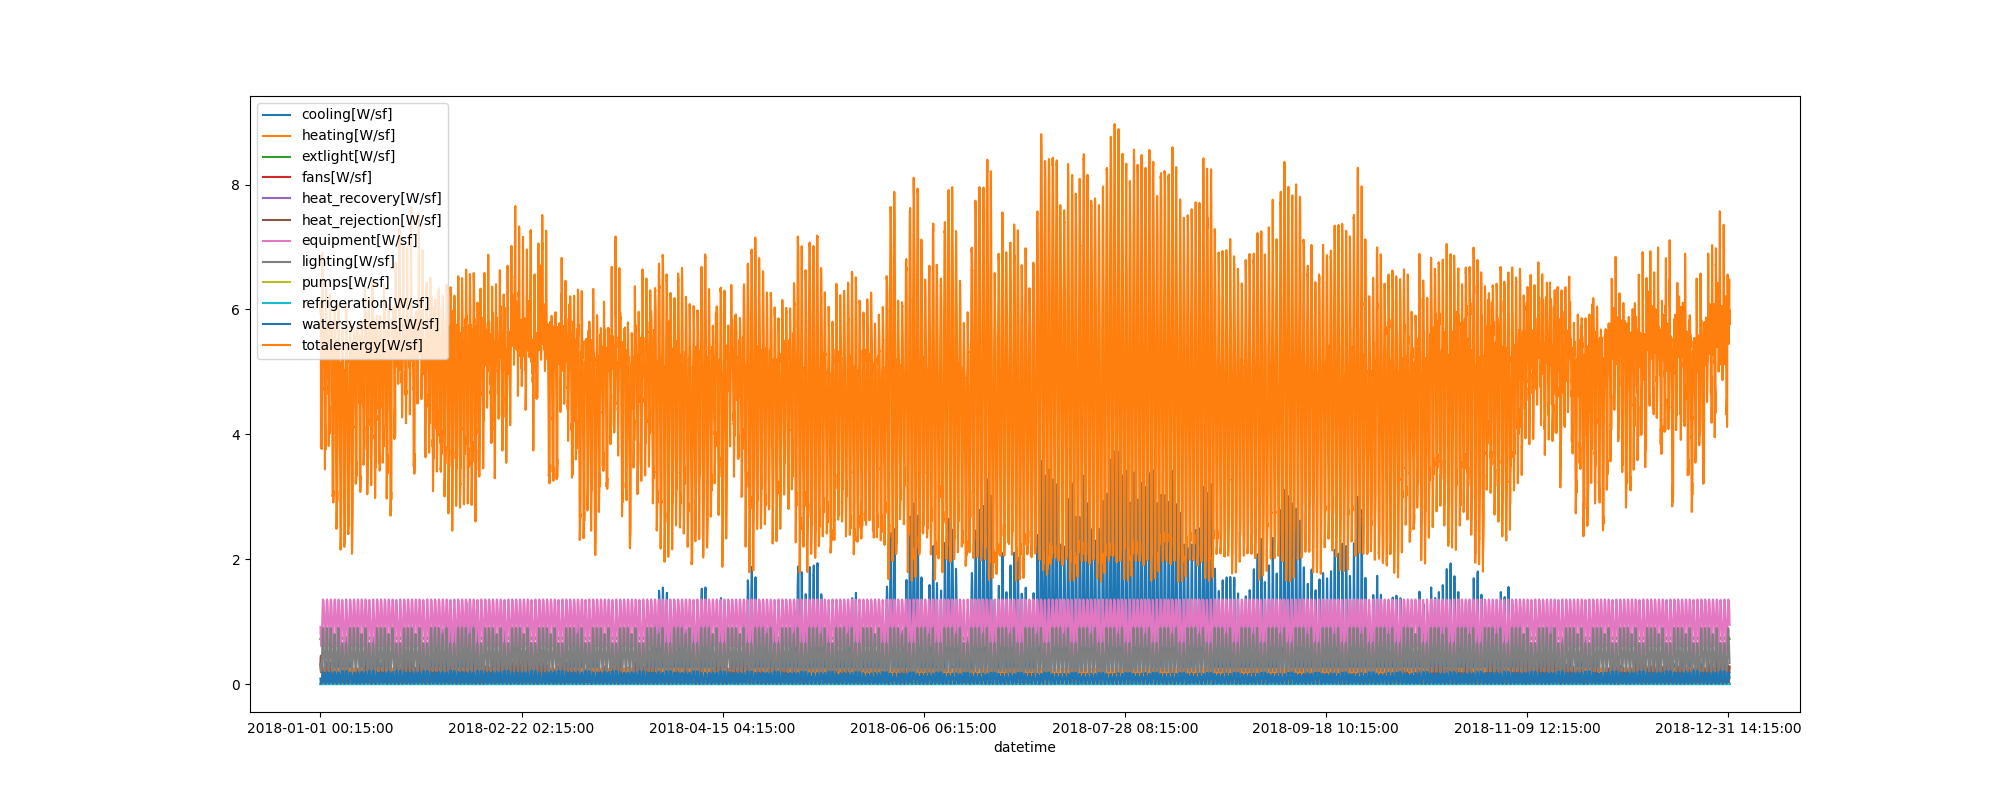 cooling[W/sf]
heating[W/sf]
extlight[W/sf]
fans[W/sf]
heat_recovery[W/sf]
heat_rejection[W/sf]
equipment[W/sf]
lighting[W/sf]
pumps[W/sf]
refrigeration[W/sf]
watersystems[W/sf]
totalenergy[W/sf]
8
6
4
2
0
2018-01-01 00:15:00 2018-02-22 02:15:00 2018-04-15 04:15:00 2018-06-06 06:15:00 2018-07-28 08:15:00 2018-09-18 10:15:00 2018-11-09 12:15:00 2018-12-31 14:15:00
datetime